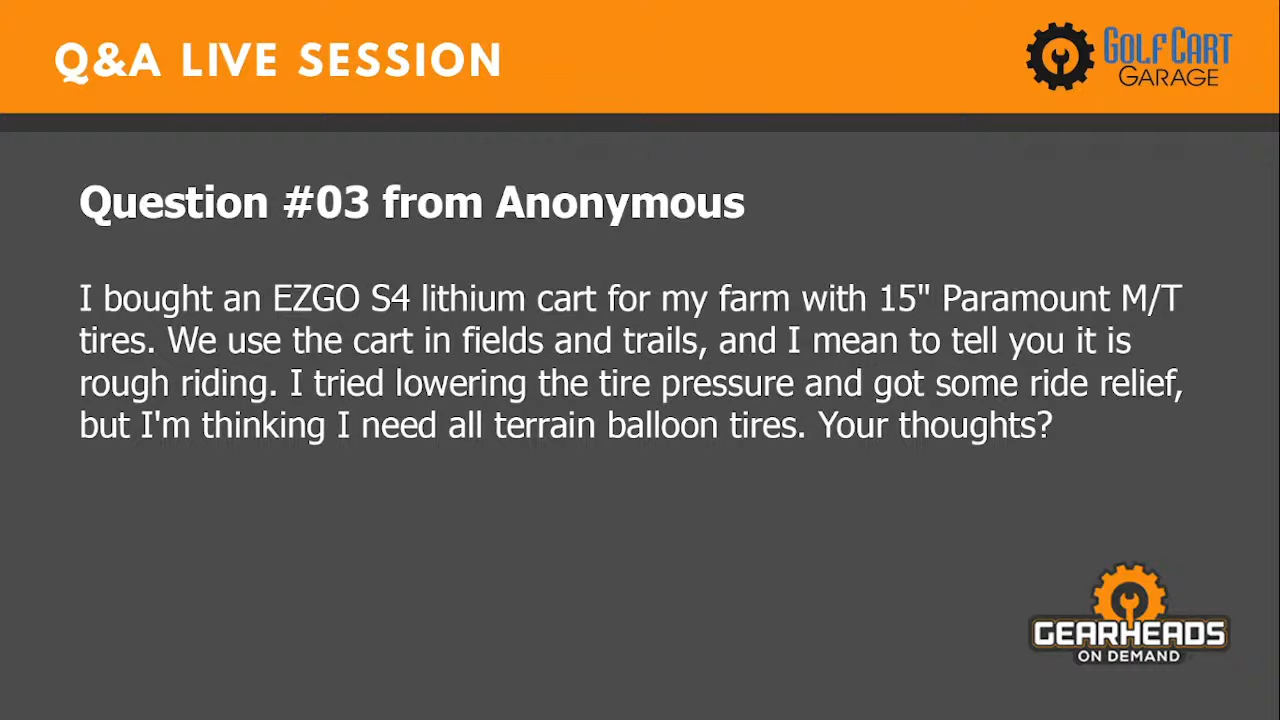 Q&A LIVE SESSION
GOLF CART
GARAGE
Question #03 from Anonymous
I bought an EZGO S4 lithium cart for my farm with 15" Paramount M/T
tires. We use the cart in fields and trails, and I mean to tell you it is
rough riding. I tried lowering the tire pressure and got some ride relief,
but I'm thinking I need all terrain balloon tires. Your thoughts?
GEARHEADS
ON DEMAND